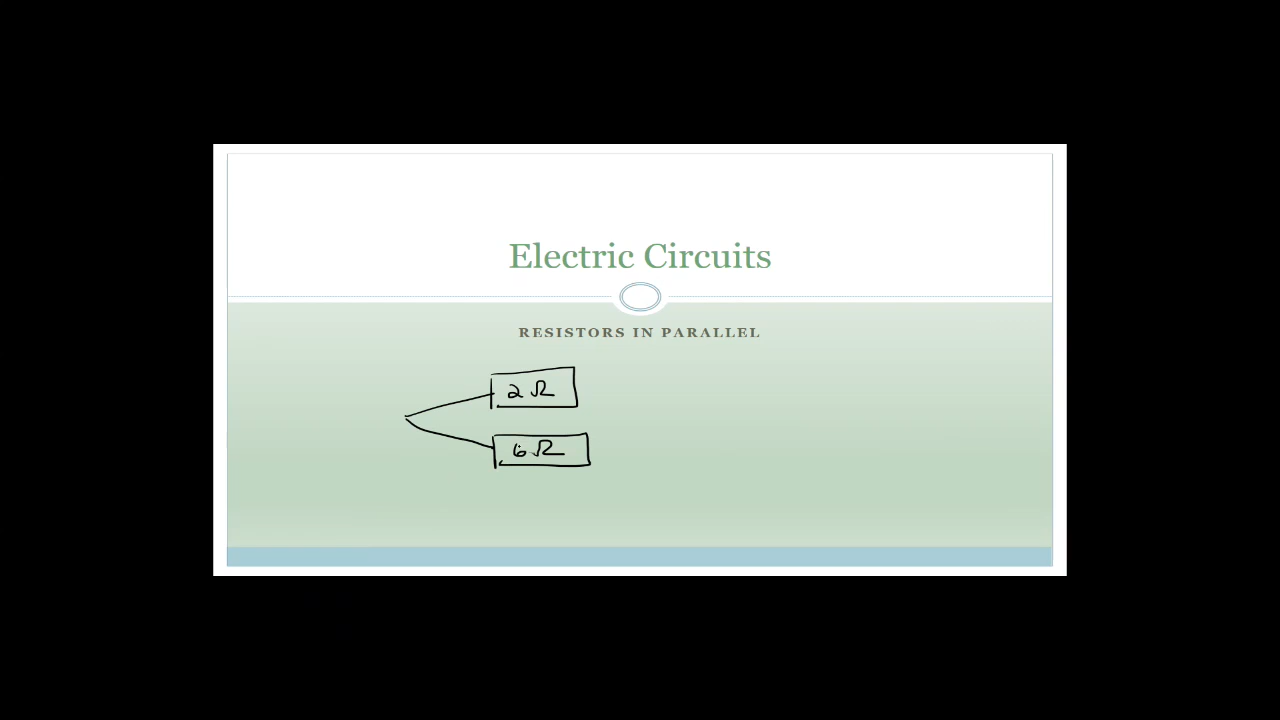 Electric Circuits
RESISTORS IN PARALLEL
2 Ω
6 Ω